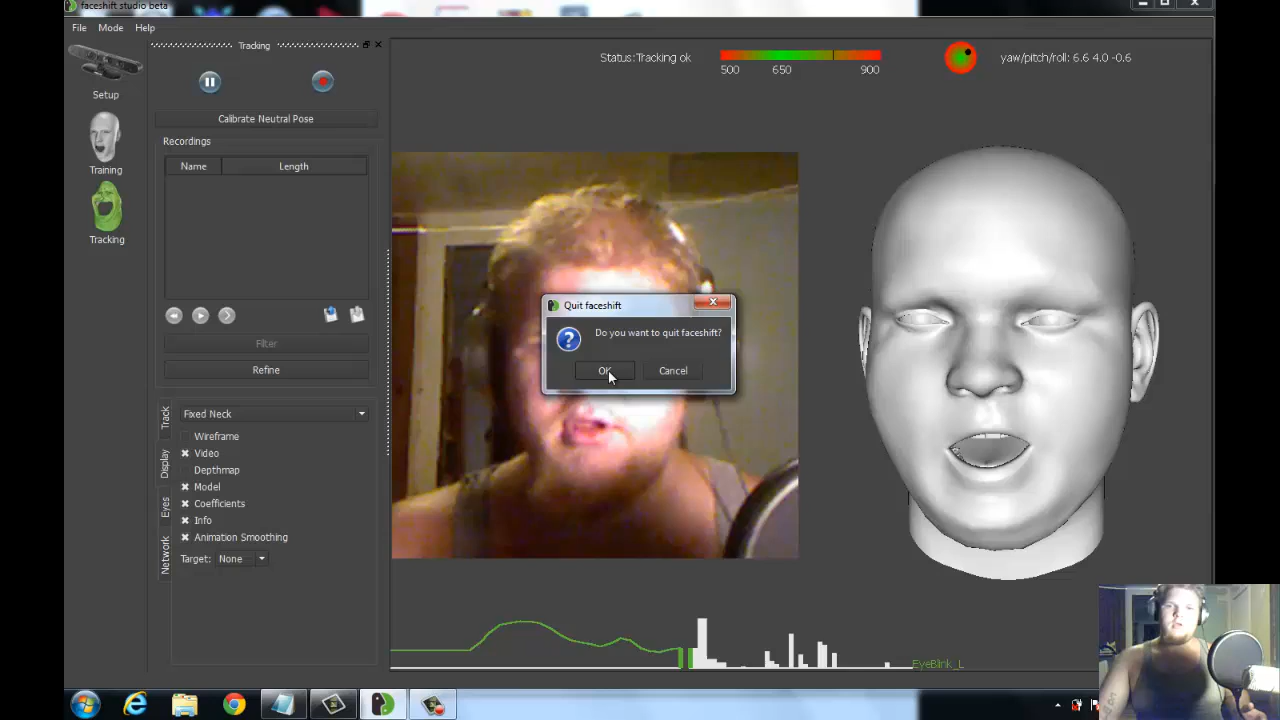 faceshift studio beta
File Mode Help
Tracking
Status:Tracking ok
500 650 900
yaw/pitch/roll: 6.6 4.0 -0.6
Setup
Training
Tracking
Calibrate Neutral Pose
Recordings
Name Length
Filter
Refine
Track
Display
Eyes
Network
Fixed Neck
Wireframe
Video
Depthmap
Model
Coefficients
Info
Animation Smoothing
Target: None
Quit faceshift
Do you want to quit faceshift?
OK Cancel
EyeBlink_L